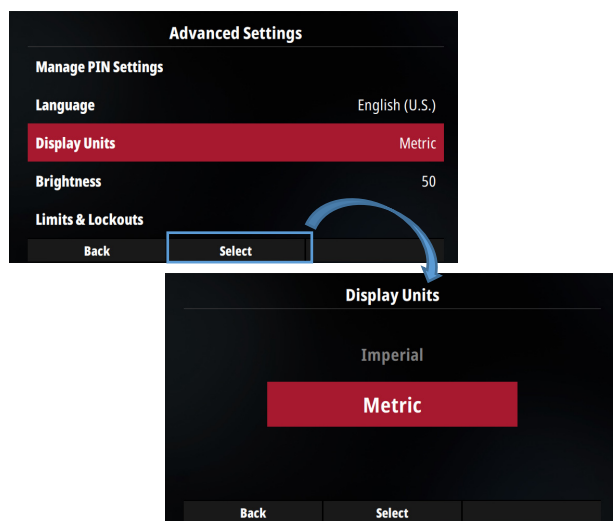 Advanced Settings
Manage PIN Settings
Language English (U.S.)
Display Units Metric
Brightness 50
Limits & Lockouts
Back Select
Display Units
Imperial
Metric
Back Select